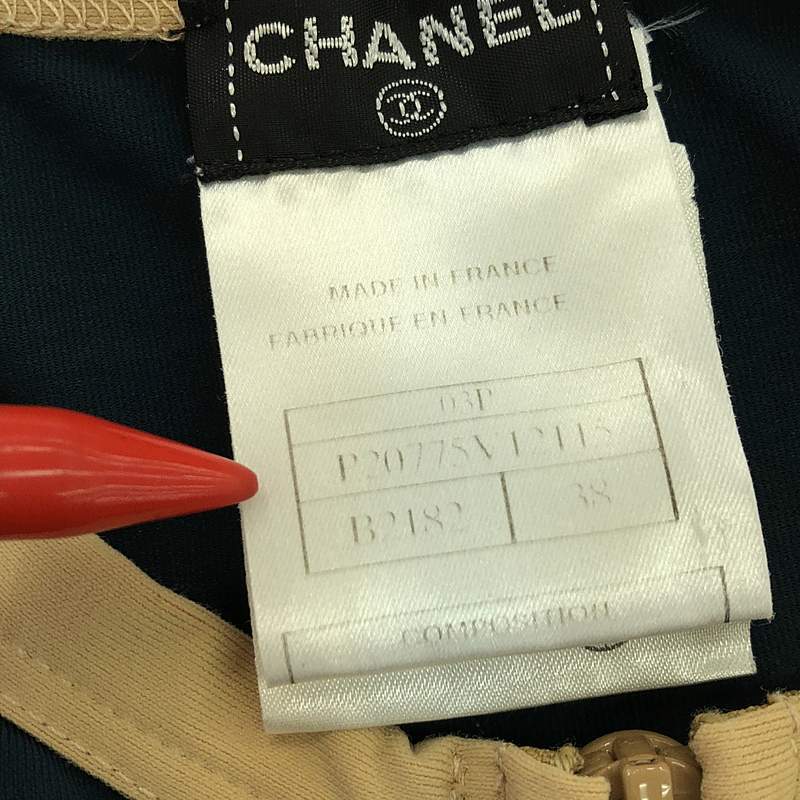 CHANEL
MADE IN FRANCE
FABRIQUE EN FRANCE
03P
P20775V12115
B2182 38
COMPOSITION